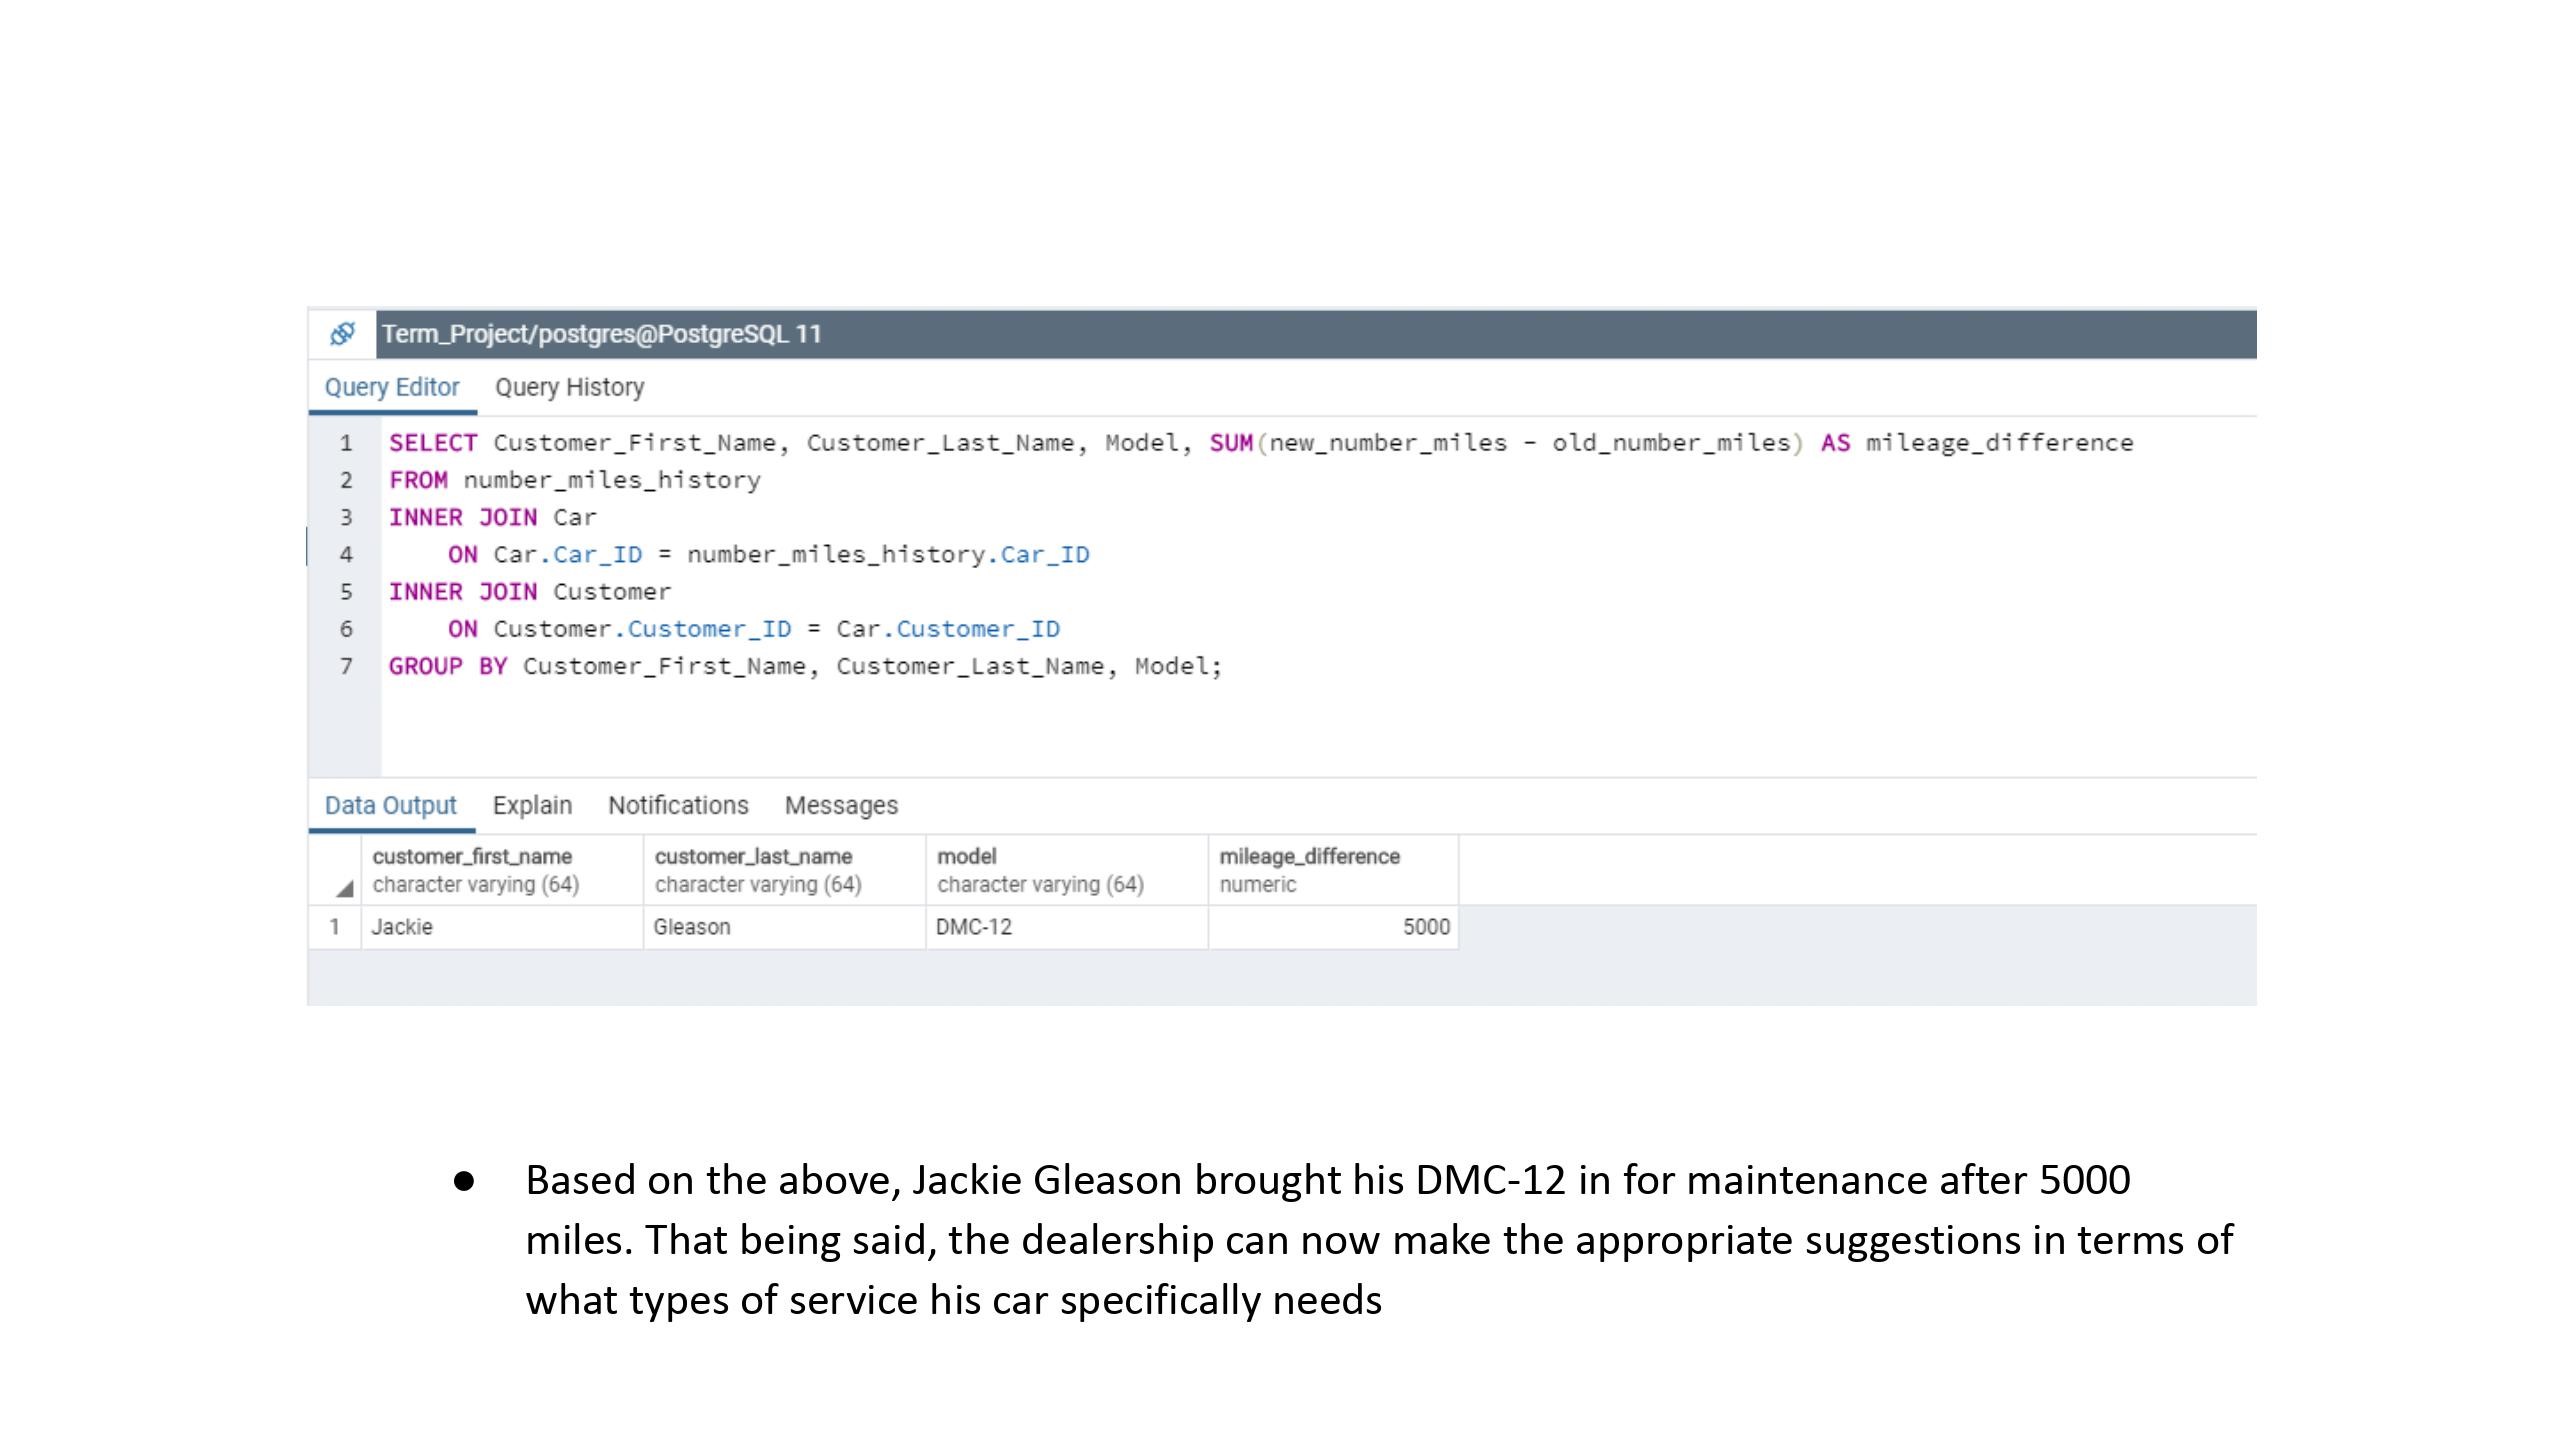 Term_Project/postgres@PostgreSQL 11
Query Editor Query History
1 SELECT Customer_First_Name, Customer_Last_Name, Model, SUM(new_number_miles - old_number_miles) AS mileage_difference
2 FROM number_miles_history
3 INNER JOIN Car
4 ON Car.Car_ID = number_miles_history.Car_ID
5 INNER JOIN Customer
6 ON Customer.Customer_ID = Car.Customer_ID
7 GROUP BY Customer_First_Name, Customer_Last_Name, Model;
Data Output Explain Notifications Messages
customer_first_name customer_last_name model mileage_difference
character varying (64) character varying (64) character varying (64) numeric
1 Jackie Gleason DMC-12 5000
● Based on the above, Jackie Gleason brought his DMC-12 in for maintenance after 5000
miles. That being said, the dealership can now make the appropriate suggestions in terms of
what types of service his car specifically needs